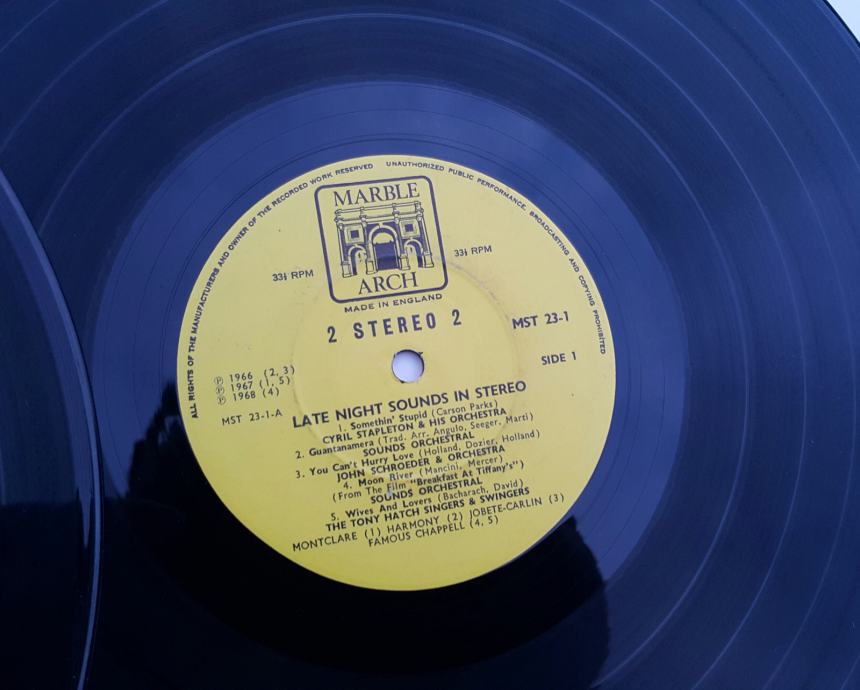 ALL RIGHTS OF THE MANUFACTURERS AND OWNER OF THE RECORDED WORK RESERVED UNAUTHORIZED PUBLIC PERFORMANCE, BROADCASTING AND COPYING PROHIBITED
MARBLE
ARCH
33⅓ RPM
33⅓ RPM
MADE IN ENGLAND
2 STEREO 2
MST 23-1
SIDE 1
℗ 1966 (2, 3)
℗ 1967 (1, 5)
℗ 1968 (4)
MST 23-1-A
LATE NIGHT SOUNDS IN STEREO
1. Somethin' Stupid (Carson Parks)
CYRIL STAPLETON & HIS ORCHESTRA
2. Guantanamera (Trad. Arr. Angulo, Seeger, Marti)
SOUNDS ORCHESTRAL
3. You Can't Hurry Love (Holland, Dozier, Holland)
JOHN SCHROEDER & ORCHESTRA
4. Moon River (Mancini, Mercer)
(From The Film "Breakfast At Tiffany's")
SOUNDS ORCHESTRAL
5. Wives And Lovers (Bacharach, David)
THE TONY HATCH SINGERS & SWINGERS
MONTCLARE (1) HARMONY (2) JOBETE-CARLIN (3)
FAMOUS CHAPPELL (4, 5)